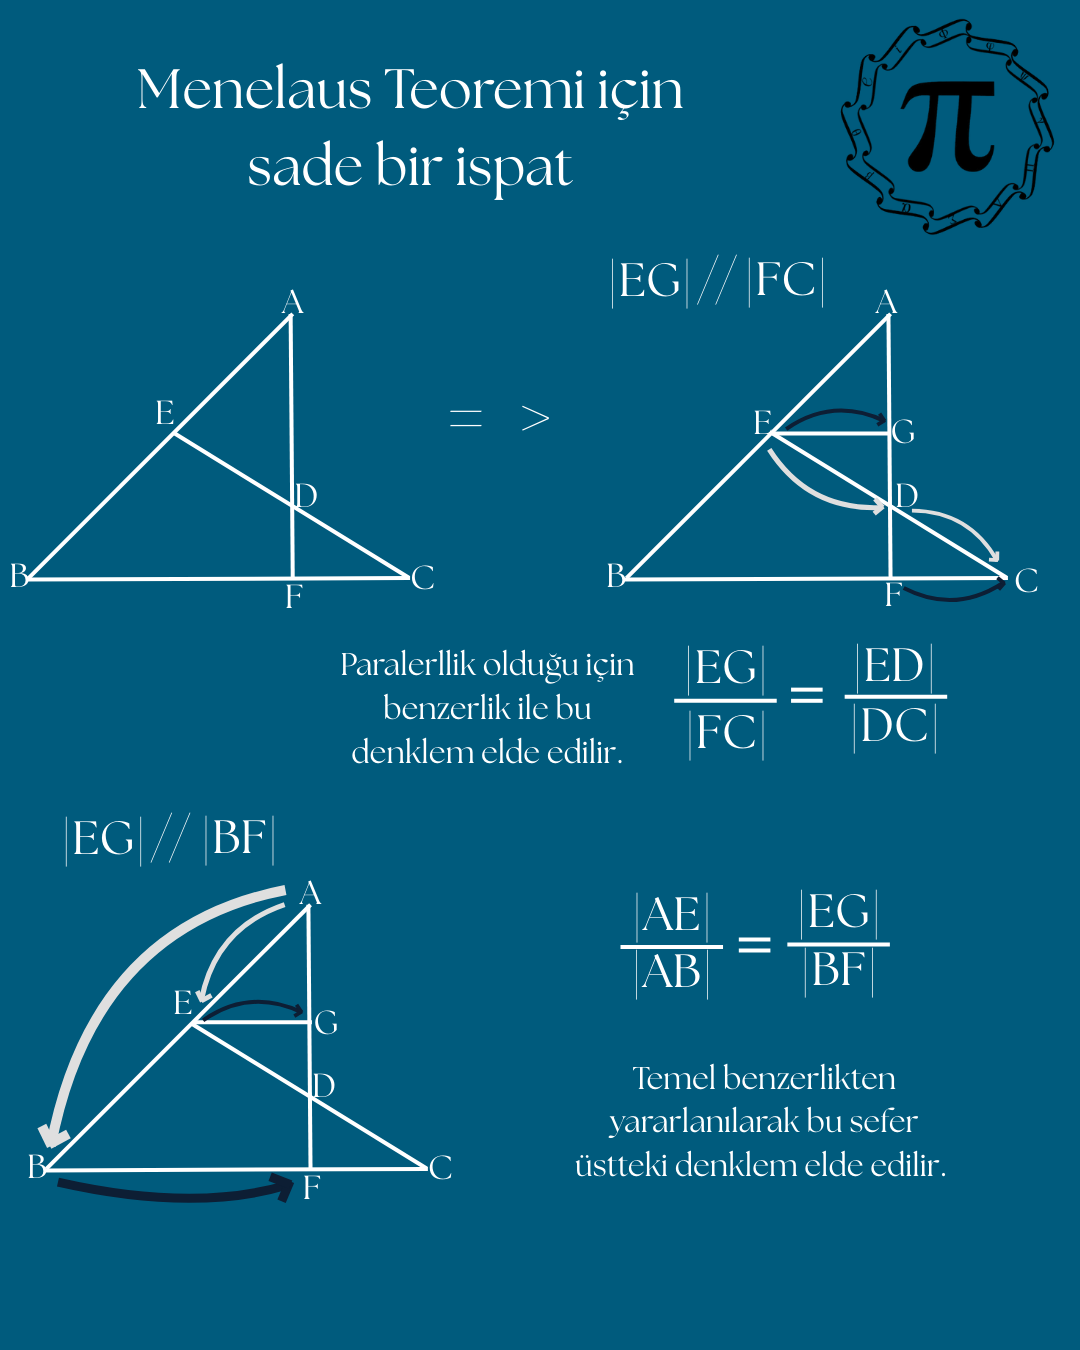 Menelaus Teoremi için
sade bir ispat
π
|EG|//|FC|
A
E
D
B
F
C
= >
A
E
G
D
B
F
C
Paralerllik olduğu için
benzerlik ile bu
denklem elde edilir.
|EG|
|FC|
=
|ED|
|DC|
|EG|// |BF|
A
E
G
D
B
F
C
|AE|
|AB|
=
|EG|
|BF|
Temel benzerlikten
yararlanılarak bu sefer
üstteki denklem elde edilir.